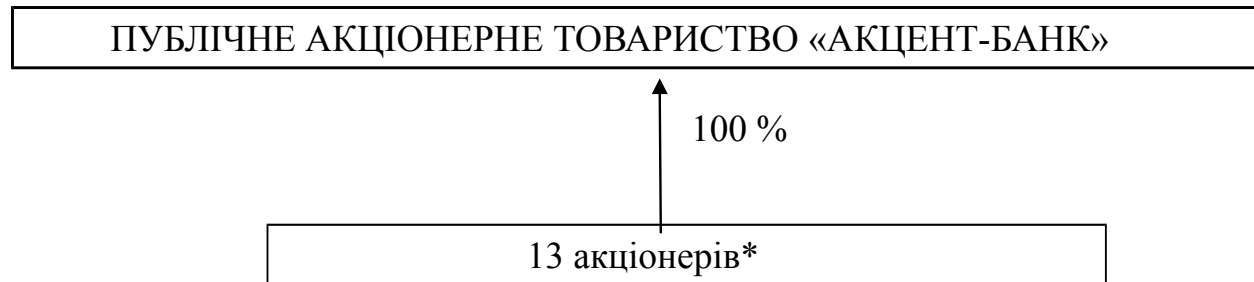 ПУБЛІЧНЕ АКЦІОНЕРНЕ ТОВАРИСТВО «АКЦЕНТ-БАНК»
100 %
13 акціонерів*